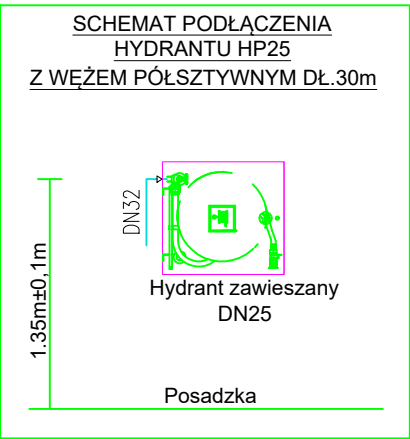 SCHEMAT PODŁĄCZENIA
HYDRANTU HP25
Z WĘŻEM PÓŁSZTYWNYM DŁ.30m
DN32
1.35m±0,1m
Hydrant zawieszany
DN25
Posadzka